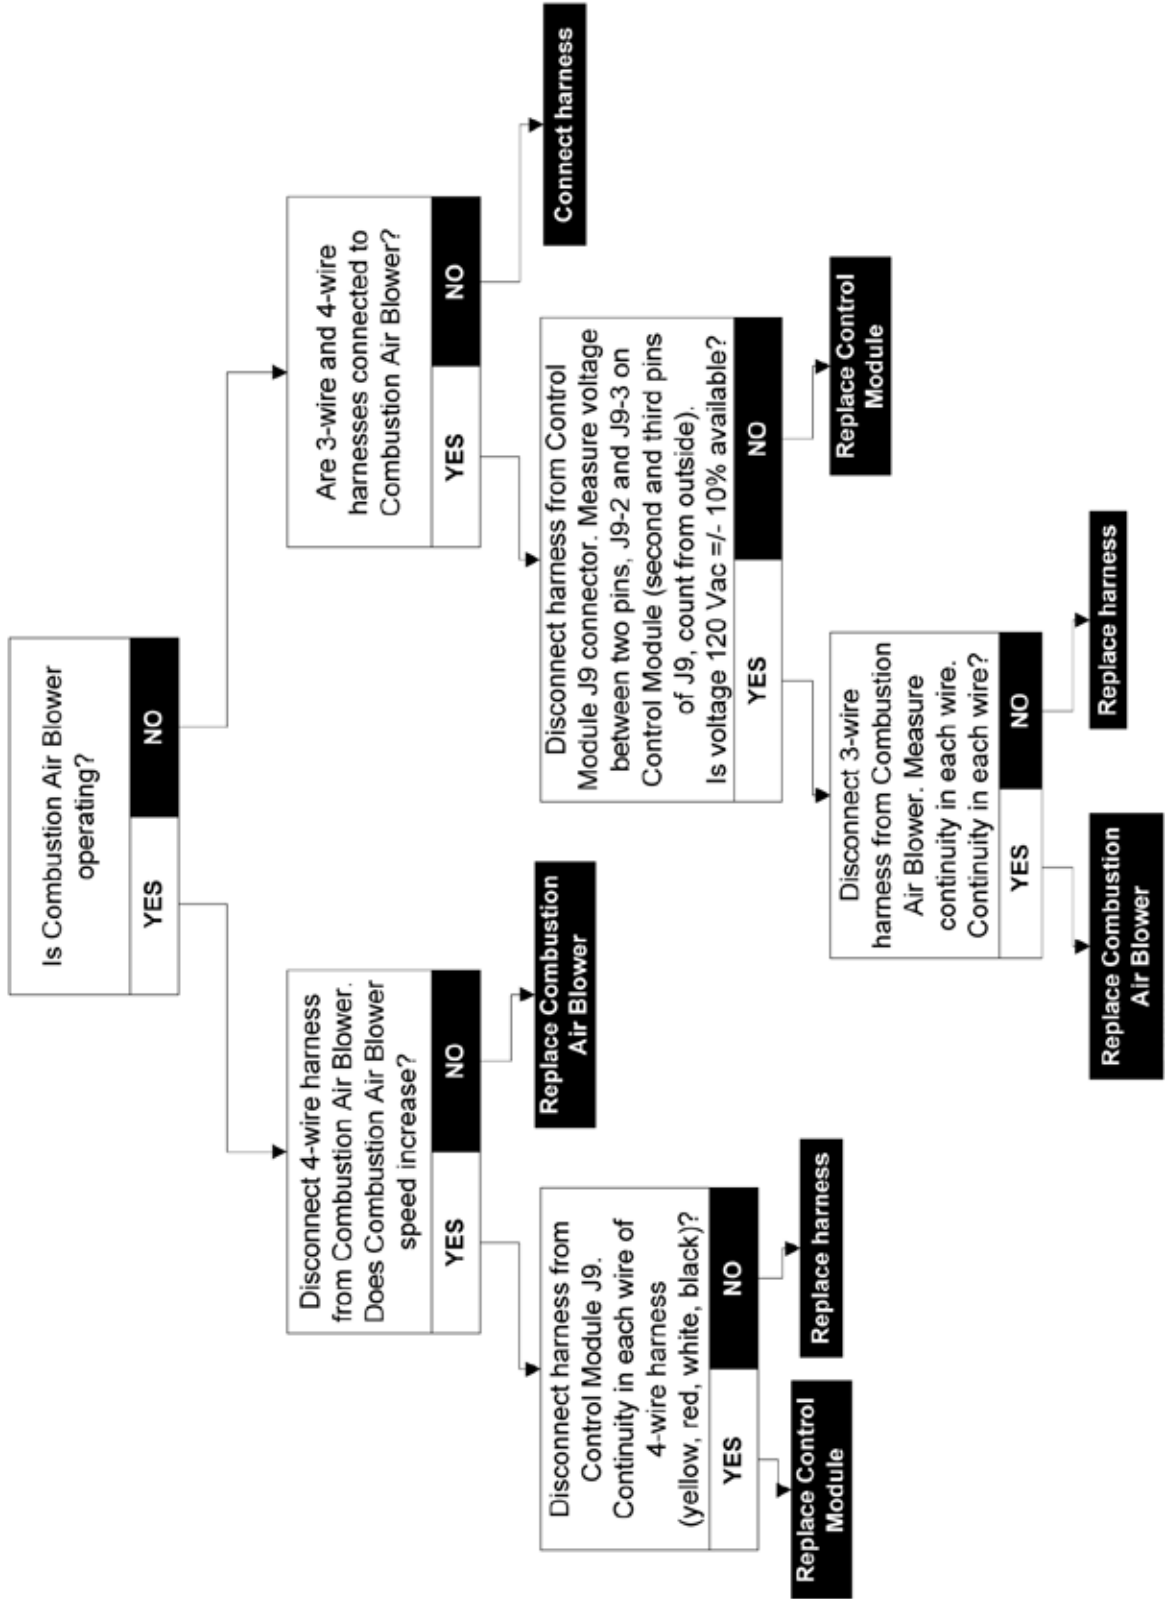 Is Combustion Air Blower
operating?
YES
NO
Disconnect 4-wire harness
from Combustion Air Blower.
Does Combustion Air Blower
speed increase?
YES
NO
Are 3-wire and 4-wire
harnesses connected to
Combustion Air Blower?
YES
NO
Replace Combustion
Air Blower
Connect harness
Disconnect harness from
Control Module J9.
Continuity in each wire of
4-wire harness
(yellow, red, white, black)?
YES
NO
Disconnect harness from Control
Module J9 connector. Measure voltage
between two pins, J9-2 and J9-3 on
Control Module (second and third pins
of J9, count from outside).
Is voltage 120 Vac =/- 10% available?
YES
NO
Replace Control
Module
Replace harness
Disconnect 3-wire
harness from Combustion
Air Blower. Measure
continuity in each wire.
Continuity in each wire?
YES
NO
Replace Control
Module
Replace Combustion
Air Blower
Replace harness